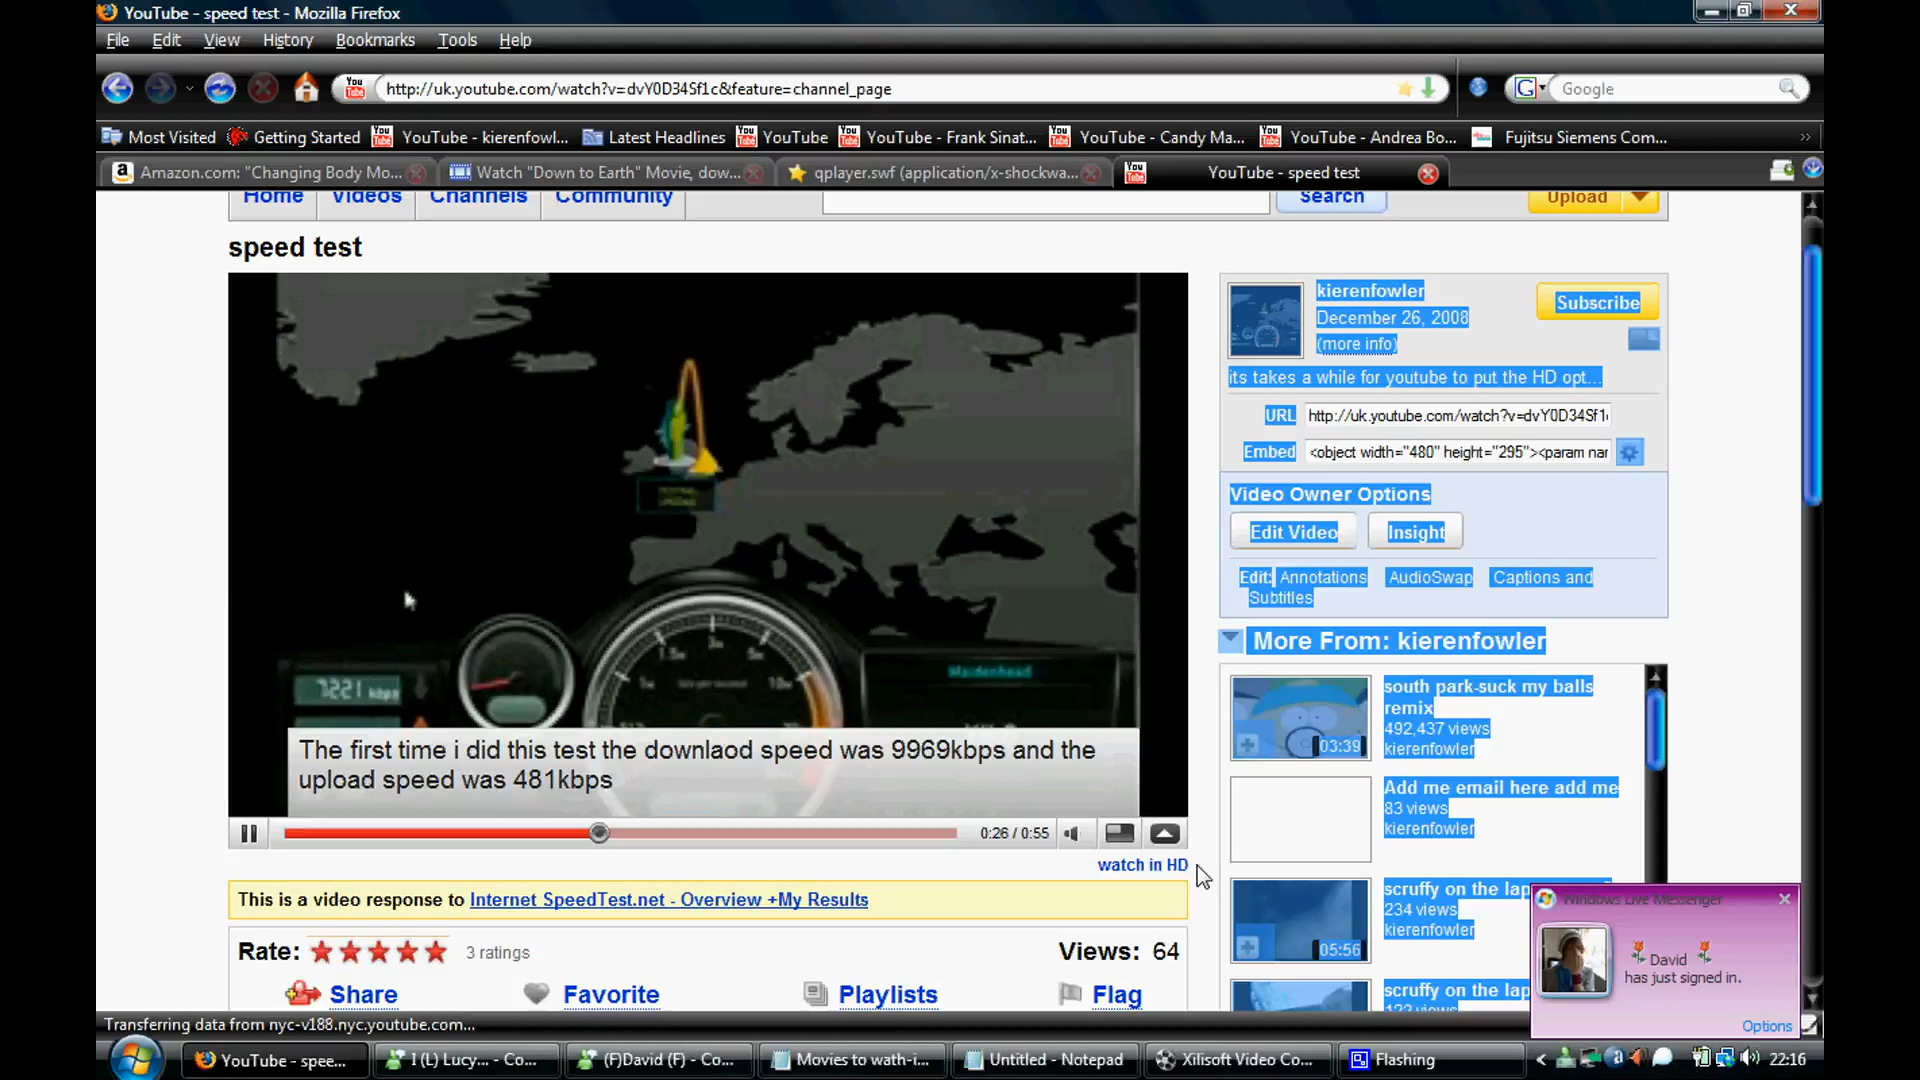 YouTube - speed test - Mozilla Firefox
File Edit View History Bookmarks Tools Help
http://uk.youtube.com/watch?v=dvY0D34Sf1c&feature=channel_page
Google
Most Visited Getting Started YouTube - kierenfowl... Latest Headlines YouTube YouTube - Frank Sinat... YouTube - Candy Ma... YouTube - Andrea Bo... Fujitsu Siemens Com...
Amazon.com: "Changing Body Mo... Watch "Down to Earth" Movie, dow... qplayer.swf (application/x-shockwa... YouTube - speed test
Home Videos Channels Community Search Upload
speed test
kierenfowler
December 26, 2008
(more info)
Subscribe
its takes a while for youtube to put the HD opt...
URL http://uk.youtube.com/watch?v=dvY0D34Sf1
Embed <object width="480" height="295"><param nar
Video Owner Options
Edit Video Insight
Edit: Annotations AudioSwap Captions and
Subtitles
More From: kierenfowler
south park-suck my balls
remix
492,437 views
kierenfowler
03:39
Add me email here add me
83 views
kierenfowler
scruffy on the lap
234 views
kierenfowler
05:56
scruffy on the lap
Maidenhead
7221 kbps
The first time i did this test the downlaod speed was 9969kbps and the
upload speed was 481kbps
0:26 / 0:55
watch in HD
This is a video response to Internet SpeedTest.net - Overview +My Results
Rate: 3 ratings Views: 64
Share Favorite Playlists Flag
Windows Live Messenger
David
has just signed in.
Options
Transferring data from nyc-v188.nyc.youtube.com...
YouTube - spee... I (L) Lucy... - Co... (F)David (F) - Co... Movies to wath-i... Untitled - Notepad Xilisoft Video Co... Flashing 22:16